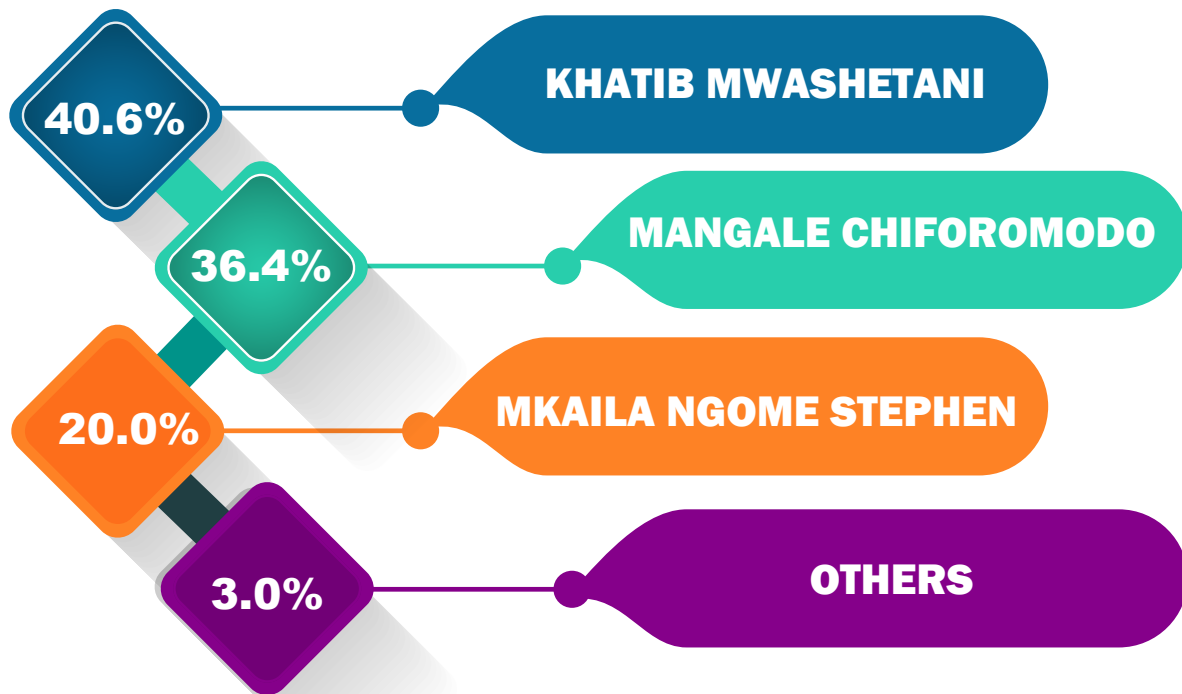 40.6%
KHATIB MWASHETANI
36.4%
MANGALE CHIFOROMODO
20.0%
MKAILA NGOME STEPHEN
3.0%
OTHERS